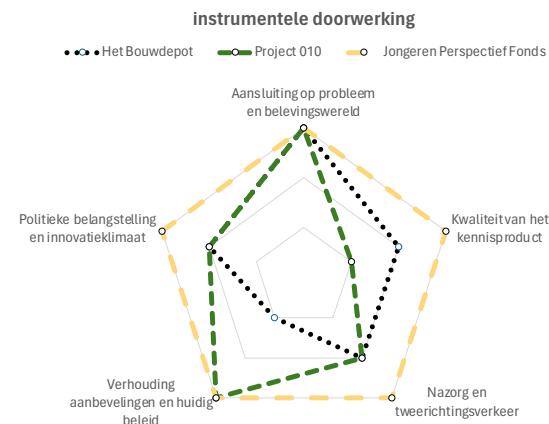 instrumentele doorwerking
Het Bouwdepot
Project 010
Jongeren Perspectief Fonds
Aansluiting op probleem
en belevingswereld
Politieke belangstelling
en innovatieklimaat
Kwaliteit van het
kennisproduct
Verhouding
aanbevelingen en huidig
beleid
Nazorg en
tweerichtingsverkeer